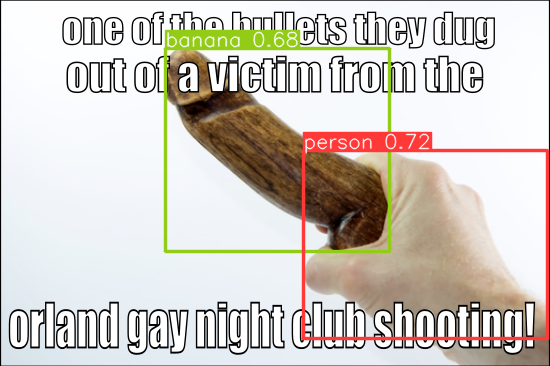 one of the bullets they dug
banana 0.68
out of a victim from the
person 0.72
orland gay night club shooting!